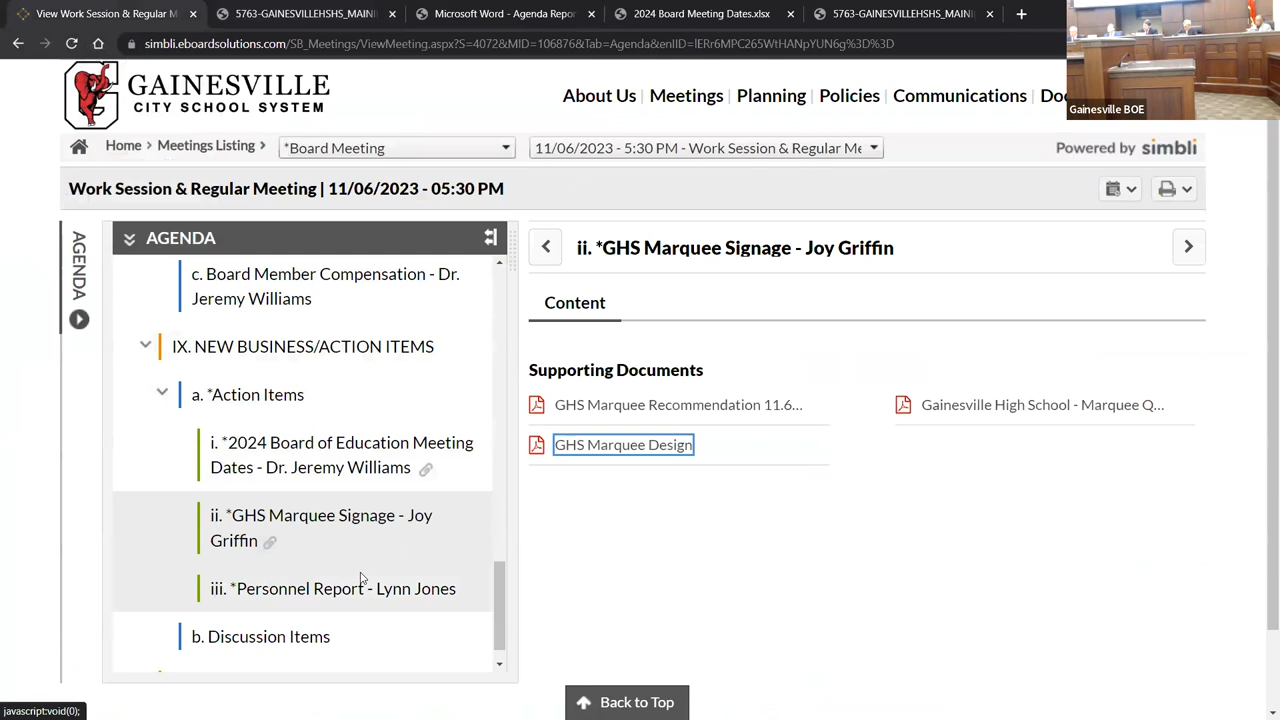 View Work Session & Regular M
5763-GAINESVILLEHSHS_MAIN
Microsoft Word - Agenda Repor
2024 Board Meeting Dates.xlsx
5763-GAINESVILLEHSHS_MAIN
simbli.eboardsolutions.com/SB_Meetings/ViewMeeting.aspx?S=4072&MID=106876&Tab=Agenda&enIID=lERr6MPC265WtHANpYUN6g%3D%3D
Gainesville BOE
GAINESVILLE
CITY SCHOOL SYSTEM
About Us | Meetings | Planning | Policies | Communications | Do
Home > Meetings Listing >
*Board Meeting
11/06/2023 - 5:30 PM - Work Session & Regular Me
Powered by simbli
Work Session & Regular Meeting | 11/06/2023 - 05:30 PM
AGENDA
AGENDA
c. Board Member Compensation - Dr.
Jeremy Williams
IX. NEW BUSINESS/ACTION ITEMS
a. *Action Items
i. *2024 Board of Education Meeting
Dates - Dr. Jeremy Williams
ii. *GHS Marquee Signage - Joy
Griffin
iii. *Personnel Report - Lynn Jones
b. Discussion Items
ii. *GHS Marquee Signage - Joy Griffin
Content
Supporting Documents
GHS Marquee Recommendation 11.6...
Gainesville High School - Marquee Q...
GHS Marquee Design
Back to Top
javascript:void(0);